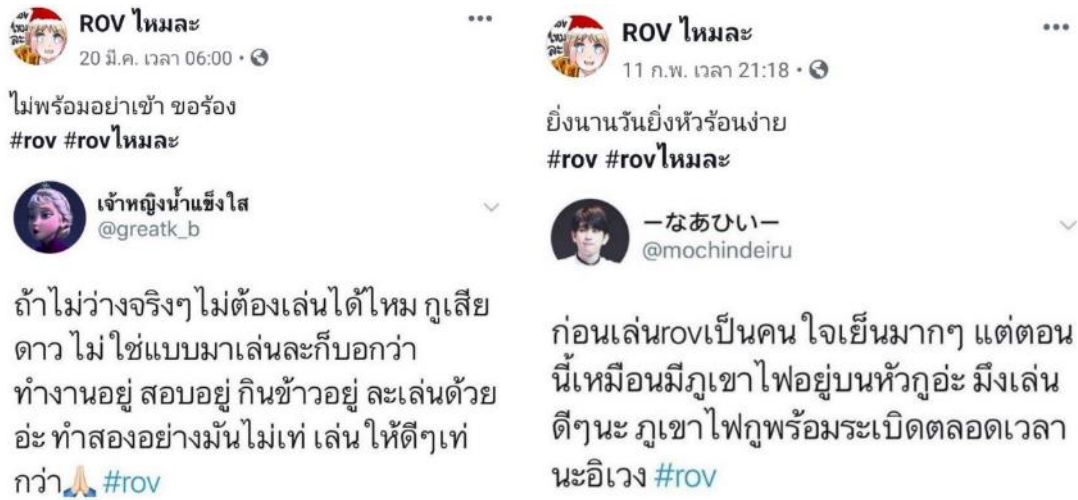 ROV ไหมละ
20 มี.ค. เวลา 06:00
ไม่พร้อมอย่าเข้า ขอร้อง
#rov #rovไหมละ
เจ้าหญิงน้ำแข็งใส
@greatk_b
ถ้าไม่ว่างจริงๆ ไม่ต้องเล่นได้ไหม กูเสีย
ดาว ไม่ ใช่แบบมาเล่นละก็บอกว่า
ทำงานอยู่ สอบอยู่ กินข้าวอยู่ ละเล่นด้วย
อ่ะ ทำสองอย่างมันไม่เท่ เล่น ให้ดีๆเท่
กว่า🙏🏻 #rov
ROV ไหมละ
11 ก.พ. เวลา 21:18
ยิ่งนานวันยิ่งหัวร้อนง่าย
#rov #rovไหมละ
ーなあひいー
@mochindeiru
ก่อนเล่นrovเป็นคน ใจเย็นมากๆ แต่ตอน
นี้เหมือนมีภูเขาไฟอยู่บนหัวกูอ่ะ มึงเล่น
ดีๆนะ ภูเขาไฟกูพร้อมระเบิดตลอดเวลา
นะอิเวง #rov